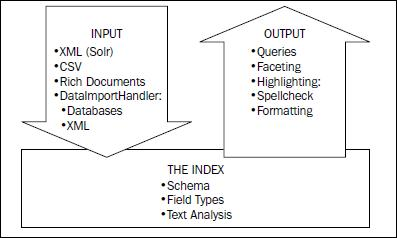 INPUT
•XML (Solr)
•CSV
•Rich Documents
•DataImportHandler:
•Databases
•XML
OUTPUT
•Queries
•Faceting
•Highlighting:
•Spellcheck
•Formatting
THE INDEX
•Schema
•Field Types
•Text Analysis